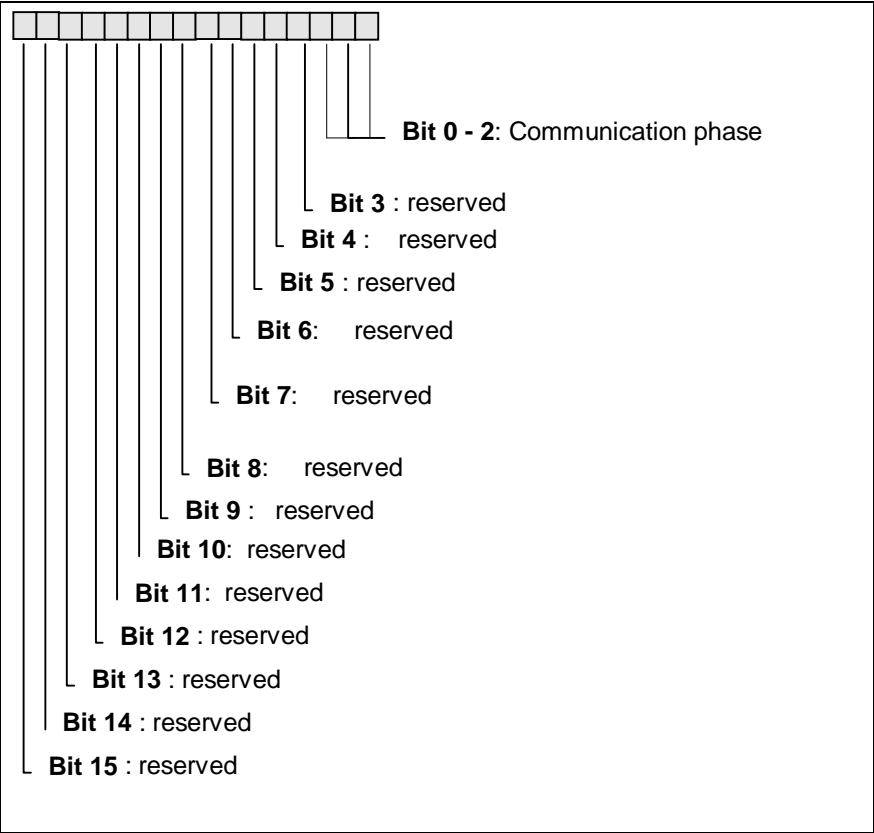 Bit 0 - 2: Communication phase
Bit 3 : reserved
Bit 4 : reserved
Bit 5 : reserved
Bit 6: reserved
Bit 7: reserved
Bit 8: reserved
Bit 9 : reserved
Bit 10: reserved
Bit 11: reserved
Bit 12 : reserved
Bit 13 : reserved
Bit 14 : reserved
Bit 15 : reserved